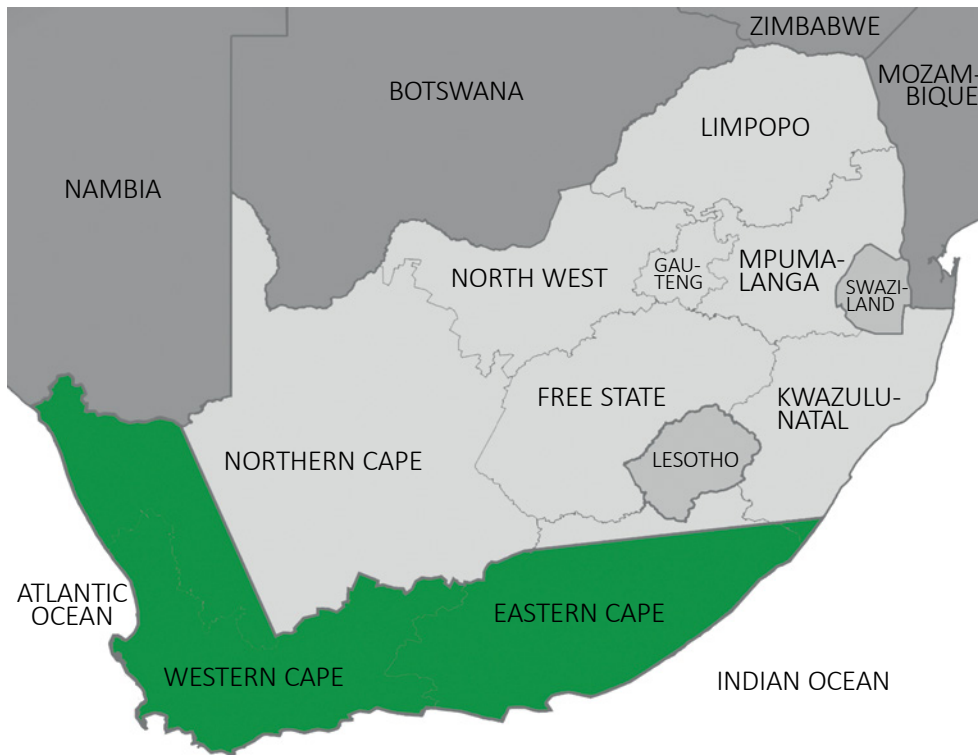 ZIMBABWE
BOTSWANA
MOZAM-
BIQUE
LIMPOPO
NAMBIA
NORTH WEST
GAU-
TENG
MPUMA-
LANGA
SWAZI-
LAND
FREE STATE
KWAZULU-
NATAL
NORTHERN CAPE
LESOTHO
ATLANTIC
OCEAN
EASTERN CAPE
WESTERN CAPE
INDIAN OCEAN